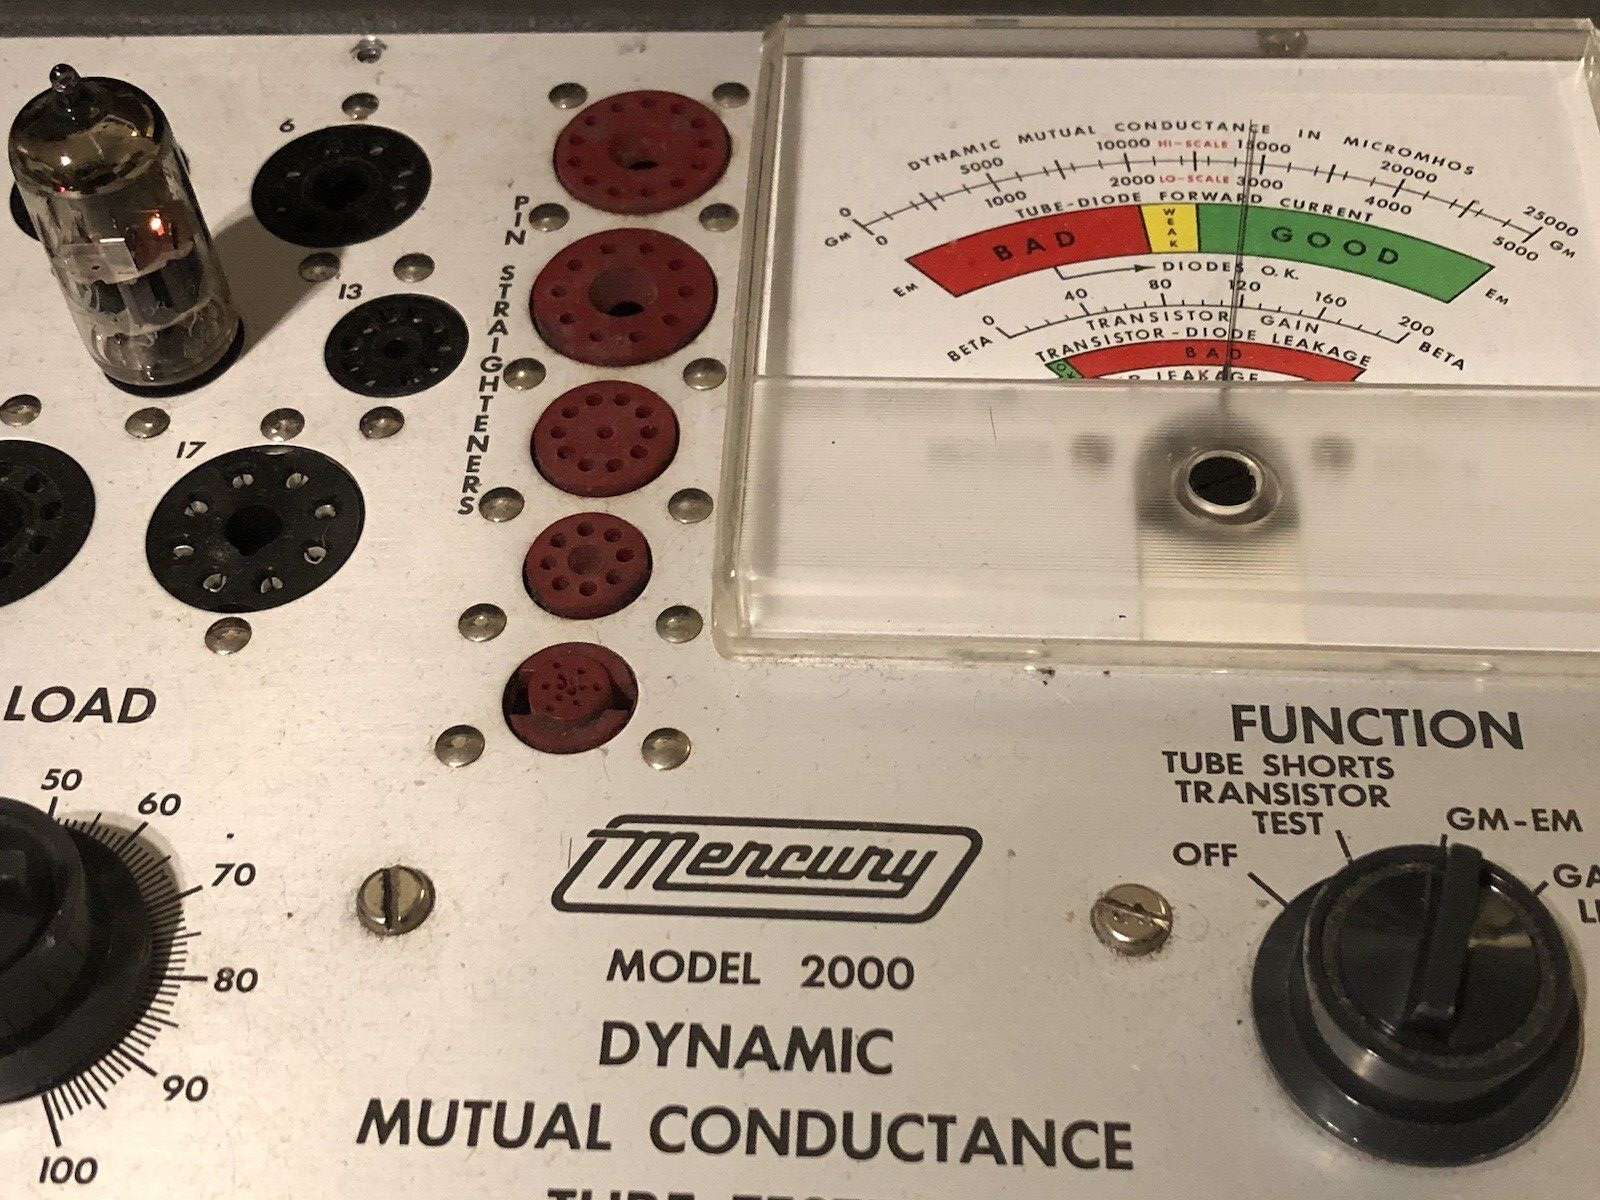 6
13
17
PIN STRAIGHTENERS
DYNAMIC MUTUAL CONDUCTANCE IN MICROMHOS
0 5000 10000 HI-SCALE 15000 20000 25000
GM 0 1000 2000 LO-SCALE 3000 4000 5000 GM
TUBE-DIODE FORWARD CURRENT
EM BAD WEAK GOOD EM
DIODES O.K.
BETA 0 40 80 120 160 200 BETA
TRANSISTOR GAIN
TRANSISTOR-DIODE LEAKAGE
OK BAD
LEAKAGE
LOAD
50
60
70
80
90
100
FUNCTION
TUBE SHORTS
TRANSISTOR
TEST
OFF
GM-EM
Mercury
MODEL 2000
DYNAMIC
MUTUAL CONDUCTANCE